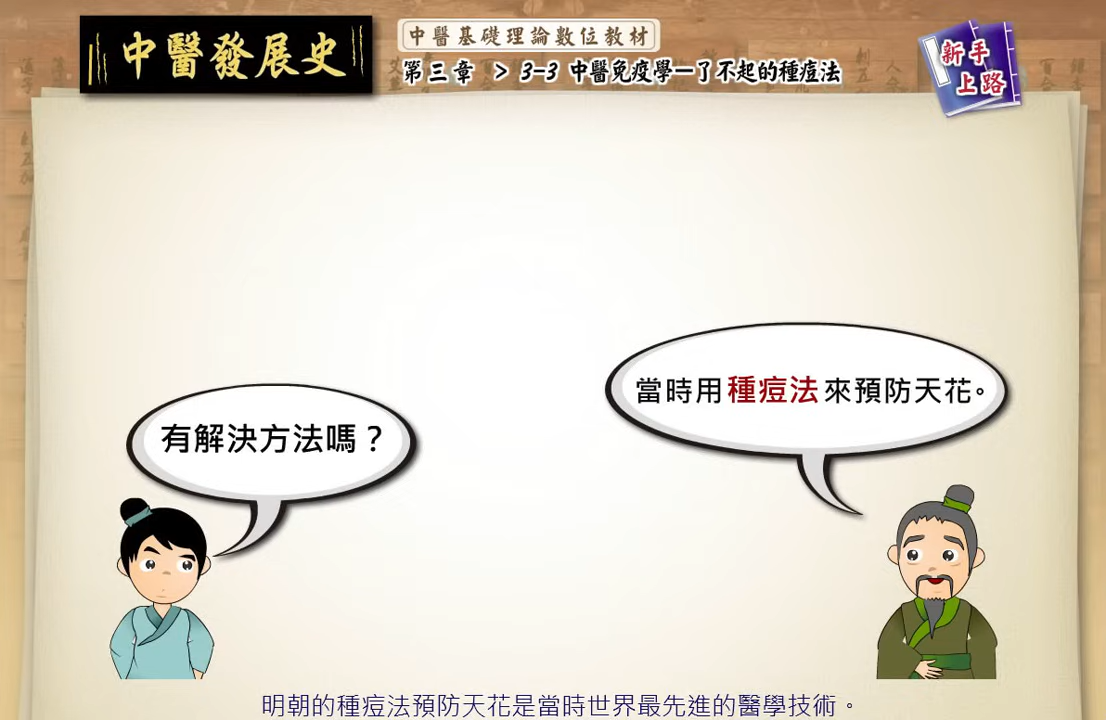 中醫發展史
中醫基礎理論數位教材
第三章 > 3-3 中醫免疫學－了不起的種痘法
新手
上路
有解決方法嗎？
當時用種痘法來預防天花。
明朝的種痘法預防天花是當時世界最先進的醫學技術。